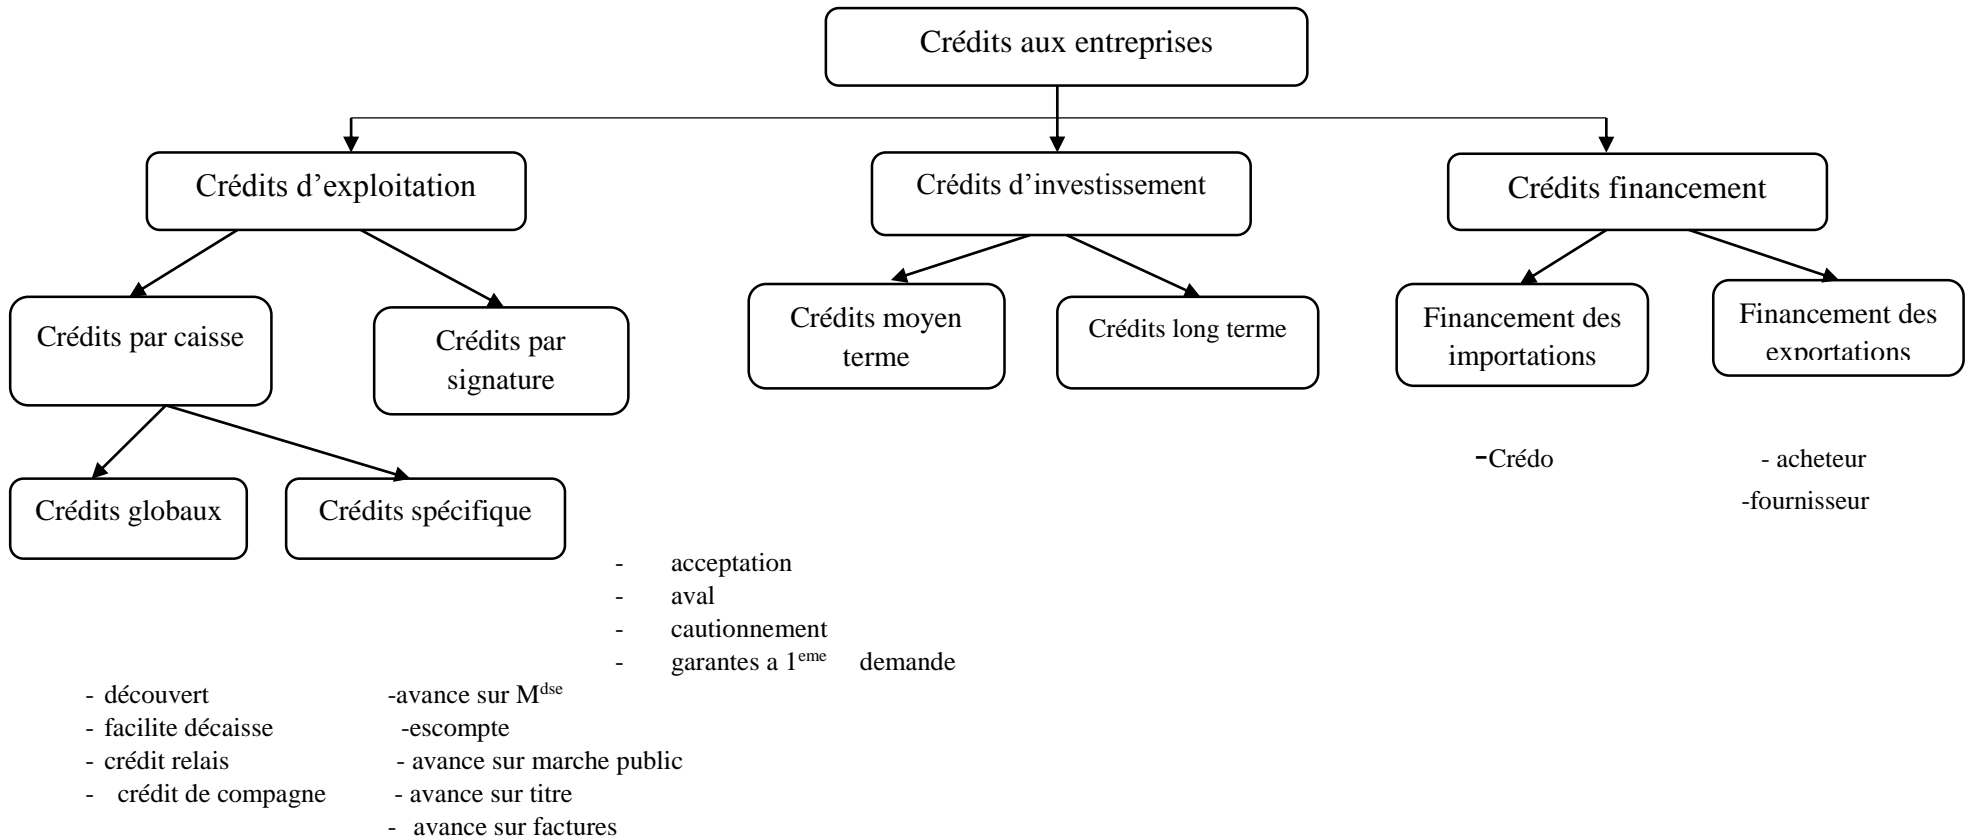 Crédits aux entreprises
Crédits d’exploitation
Crédits d’investissement
Crédits financement
Crédits par caisse
Crédits par
signature
Crédits moyen
terme
Crédits long terme
Financement des
importations
Financement des
exportations
Crédits globaux
Crédits spécifique
-Crédo
- acheteur
-fournisseur
- acceptation
- aval
- cautionnement
- garantes a 1eme demande
- découvert
- facilite décaisse
- crédit relais
- crédit de compagne
-avance sur Mdse
-escompte
- avance sur marche public
- avance sur titre
- avance sur factures